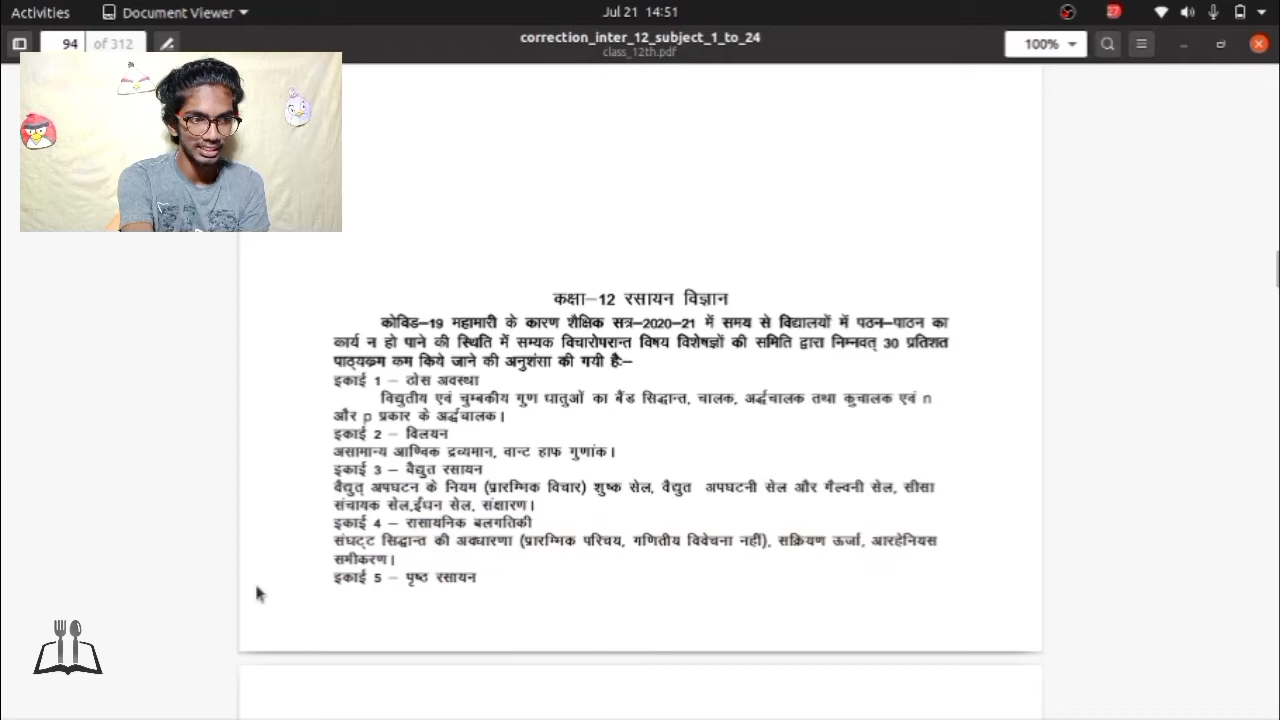 Activities Document Viewer Jul 21 14:51 27
94 of 312 correction_inter_12_subject_1_to_24 100%
class_12th.pdf
कक्षा–12 रसायन विज्ञान
कोविड–19 महामारी के कारण शैक्षिक सत्र–2020–21 में समय से विद्यालयों में पठन–पाठन का
कार्य न हो पाने की स्थिति में सम्यक विचारोपरान्त विषय विशेषज्ञों की समिति द्वारा निम्नवत् 30 प्रतिशत
पाठ्यक्रम कम किये जाने की अनुशंसा की गयी हैः–
इकाई 1 – ठोस अवस्था
विद्युतीय एवं चुम्बकीय गुण धातुओं का बैंड सिद्धान्त, चालक, अर्द्धचालक तथा कुचालक एवं n
और p प्रकार के अर्द्धचालक।
इकाई 2 – विलयन
असामान्य आण्विक द्रव्यमान, वान्ट हाफ गुणांक।
इकाई 3 – वैद्युत रसायन
वैद्युत् अपघटन के नियम (प्रारम्भिक विचार) शुष्क सेल, वैद्युत अपघटनी सेल और गैल्वनी सेल, सीसा
संचायक सेल,ईंधन सेल, संक्षारण।
इकाई 4 – रासायनिक बलगतिकी
संघट्ट सिद्धान्त की अवधारणा (प्रारम्भिक परिचय, गणितीय विवेचना नहीं), सक्रियण ऊर्जा, आरहेनियस
समीकरण।
इकाई 5 – पृष्ठ रसायन